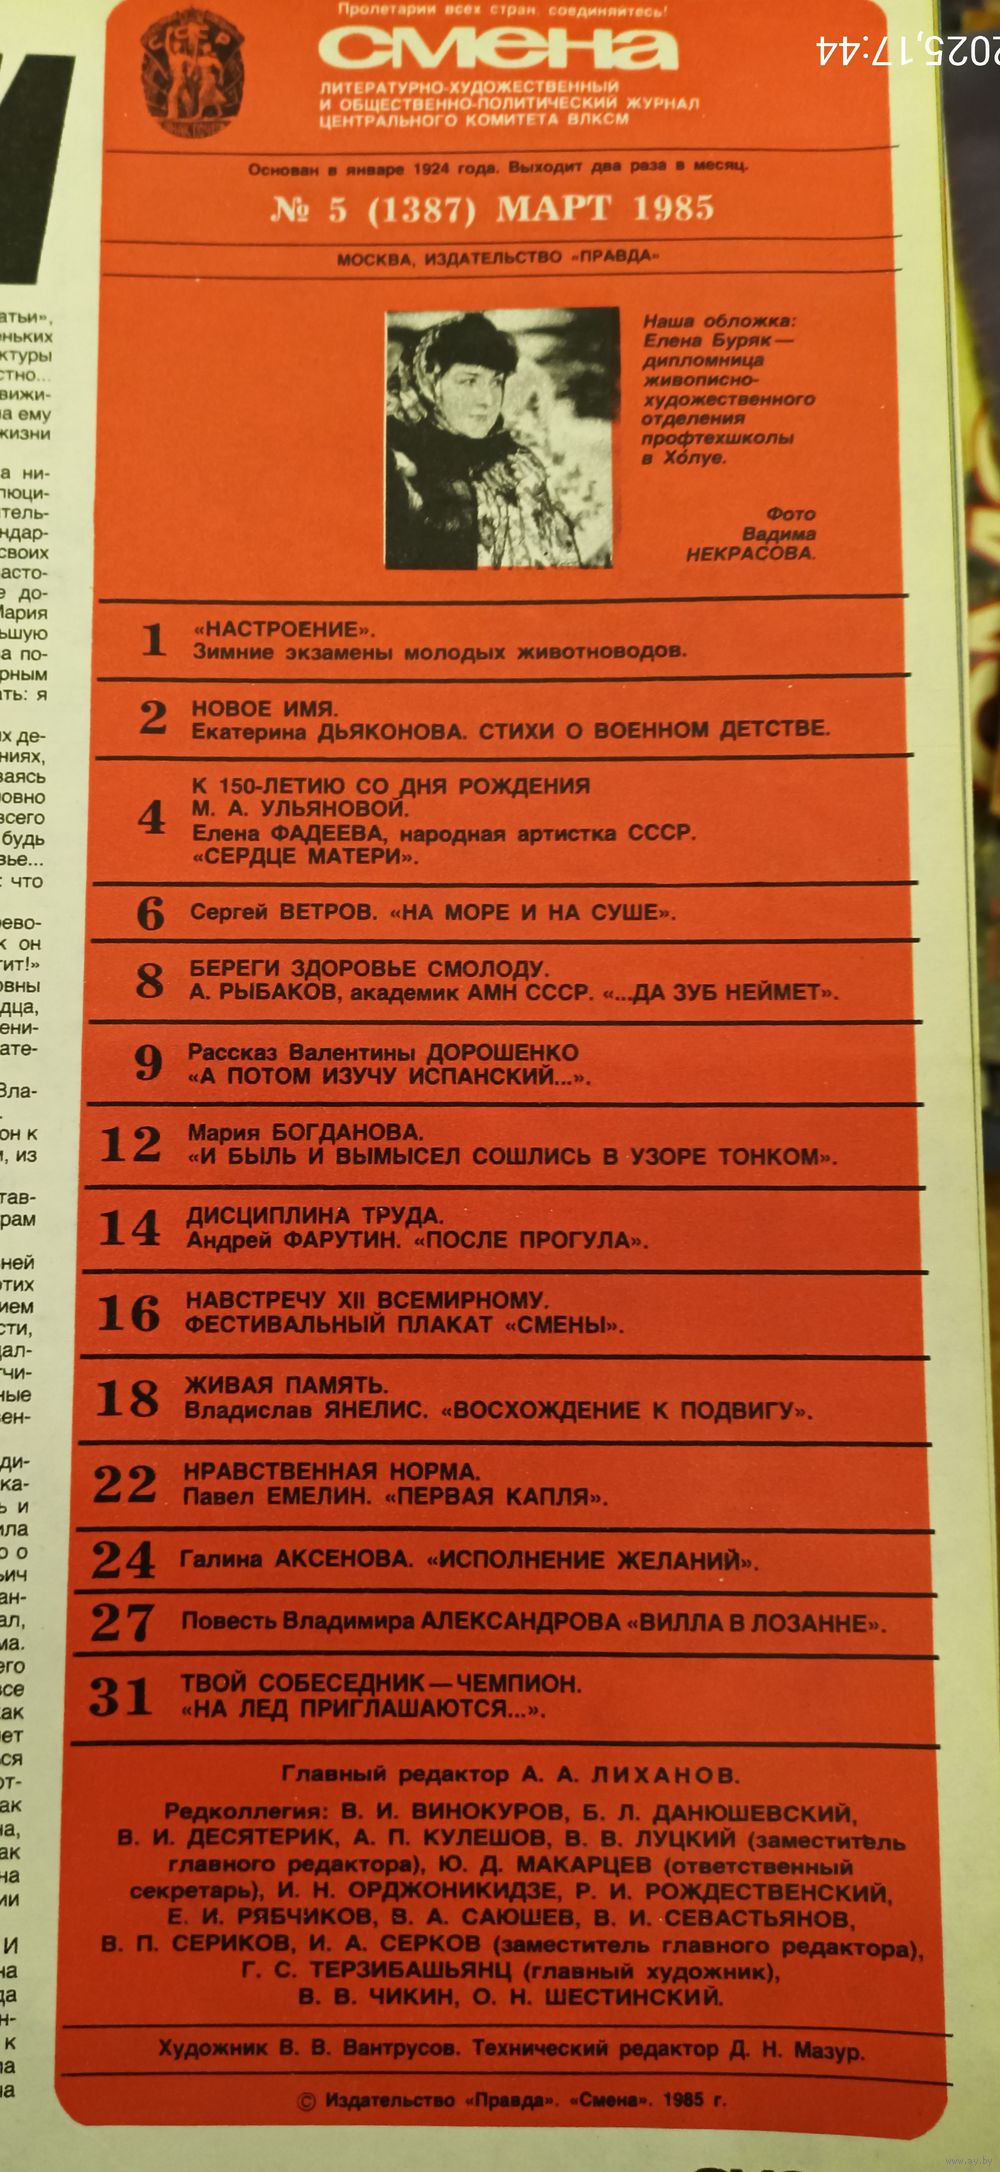 Пролетарии всех стран, соединяйтесь!
смена
ЛИТЕРАТУРНО-ХУДОЖЕСТВЕННЫЙ
И ОБЩЕСТВЕННО-ПОЛИТИЧЕСКИЙ ЖУРНАЛ
ЦЕНТРАЛЬНОГО КОМИТЕТА ВЛКСМ
Основан в январе 1924 года. Выходит два раза в месяц.
№ 5 (1387) МАРТ 1985
МОСКВА, ИЗДАТЕЛЬСТВО «ПРАВДА»
Наша обложка:
Елена Буряк —
дипломница
живописно-
художественного
отделения
профтехшколы
в Хо́луе.
Фото
Вадима
НЕКРАСОВА.
1 «НАСТРОЕНИЕ».
Зимние экзамены молодых животноводов.
2 НОВОЕ ИМЯ.
Екатерина ДЬЯКОНОВА. СТИХИ О ВОЕННОМ ДЕТСТВЕ.
4 К 150-ЛЕТИЮ СО ДНЯ РОЖДЕНИЯ
М. А. УЛЬЯНОВОЙ.
Елена ФАДЕЕВА, народная артистка СССР.
«СЕРДЦЕ МАТЕРИ».
6 Сергей ВЕТРОВ. «НА МОРЕ И НА СУШЕ».
8 БЕРЕГИ ЗДОРОВЬЕ СМОЛОДУ.
А. РЫБАКОВ, академик АМН СССР. «...ДА ЗУБ НЕЙМЕТ».
9 Рассказ Валентины ДОРОШЕНКО
«А ПОТОМ ИЗУЧУ ИСПАНСКИЙ...».
12 Мария БОГДАНОВА.
«И БЫЛЬ И ВЫМЫСЕЛ СОШЛИСЬ В УЗОРЕ ТОНКОМ».
14 ДИСЦИПЛИНА ТРУДА.
Андрей ФАРУТИН. «ПОСЛЕ ПРОГУЛА».
16 НАВСТРЕЧУ XII ВСЕМИРНОМУ.
ФЕСТИВАЛЬНЫЙ ПЛАКАТ «СМЕНЫ».
18 ЖИВАЯ ПАМЯТЬ.
Владислав ЯНЕЛИС. «ВОСХОЖДЕНИЕ К ПОДВИГУ».
22 НРАВСТВЕННАЯ НОРМА.
Павел ЕМЕЛИН. «ПЕРВАЯ КАПЛЯ».
24 Галина АКСЕНОВА. «ИСПОЛНЕНИЕ ЖЕЛАНИЙ».
27 Повесть Владимира АЛЕКСАНДРОВА «ВИЛЛА В ЛОЗАННЕ».
31 ТВОЙ СОБЕСЕДНИК — ЧЕМПИОН.
«НА ЛЕД ПРИГЛАШАЮТСЯ...».
Главный редактор А. А. ЛИХАНОВ.
Редколлегия: В. И. ВИНОКУРОВ, Б. Л. ДАНЮШЕВСКИЙ,
В. И. ДЕСЯТЕРИК, А. П. КУЛЕШОВ, В. В. ЛУЦКИЙ (заместитель
главного редактора), Ю. Д. МАКАРЦЕВ (ответственный
секретарь), И. Н. ОРДЖОНИКИДЗЕ, Р. И. РОЖДЕСТВЕНСКИЙ,
Е. И. РЯБЧИКОВ, В. А. САЮШЕВ, В. И. СЕВАСТЬЯНОВ,
В. П. СЕРИКОВ, И. А. СЕРКОВ (заместитель главного редактора),
Г. С. ТЕРЗИБАШЬЯНЦ (главный художник),
В. В. ЧИКИН, О. Н. ШЕСТИНСКИЙ.
Художник В. В. Вантрусов. Технический редактор Д. Н. Мазур.
© Издательство «Правда». «Смена». 1985 г.
www.ay.by